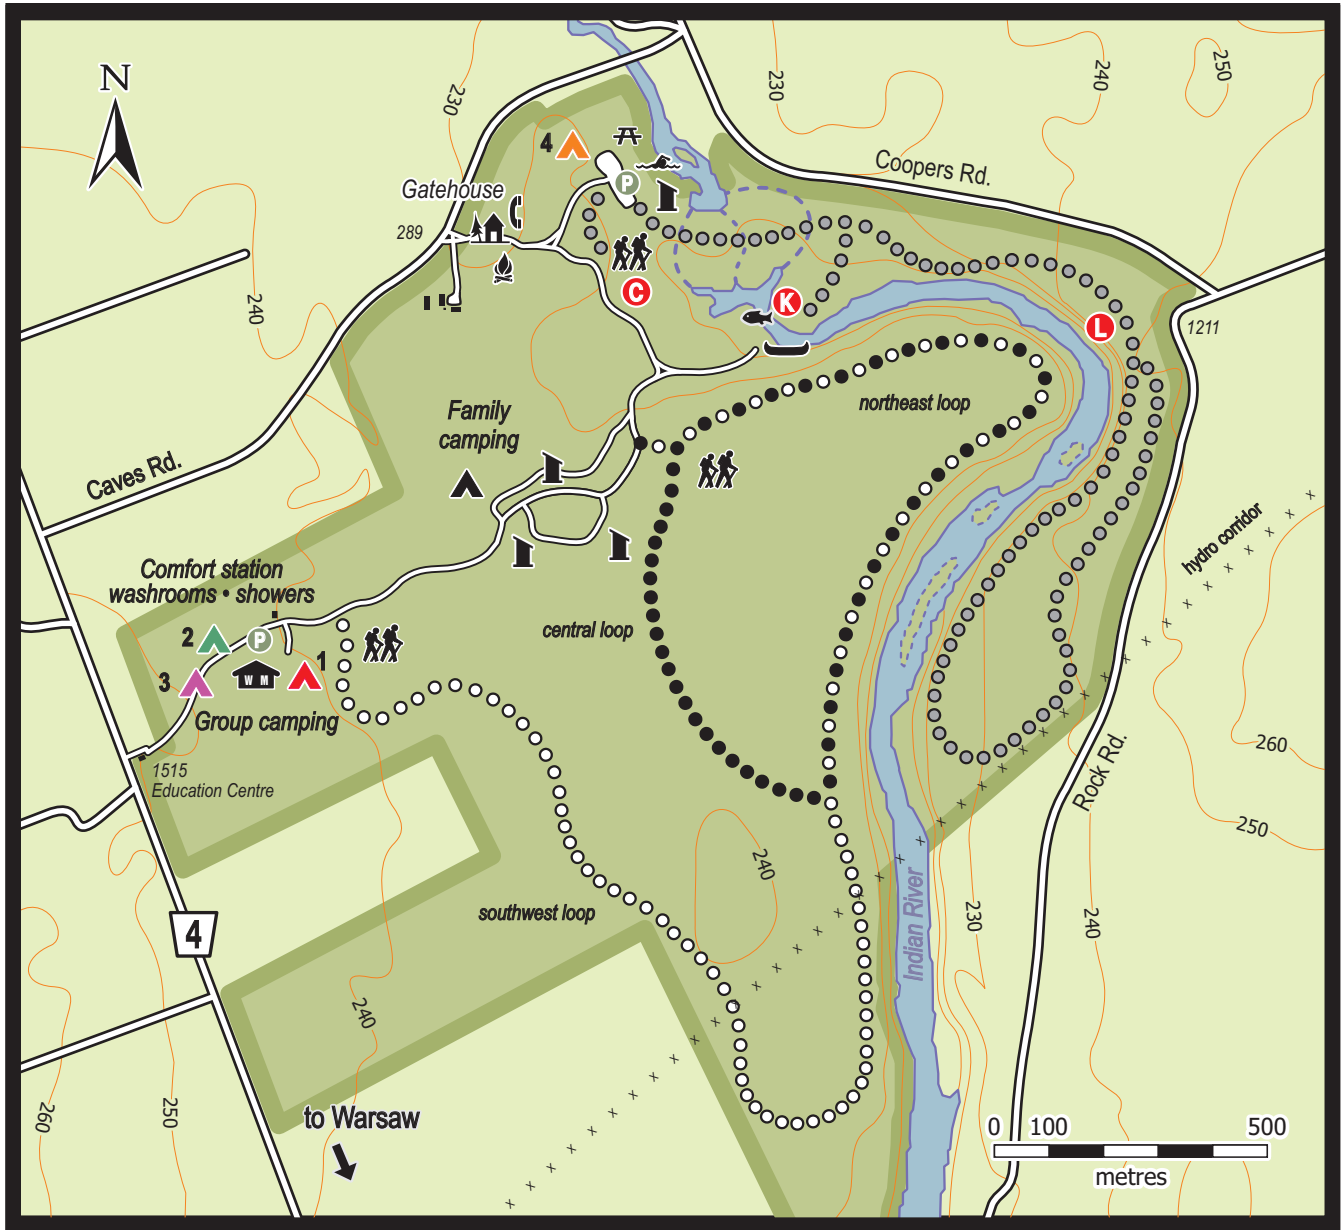 N
230
230
240
250
4
P
Coopers Rd.
Gatehouse
289
C
K
L
1211
240
Family
camping
northeast loop
Caves Rd.
hydro corridor
Comfort station
washrooms • showers
central loop
2
P
1
3
W M
Group camping
1515
Education Centre
260
Rock Rd.
250
240
southwest loop
4
Indian River
230
240
240
260
250
to Warsaw
0 100 500
metres